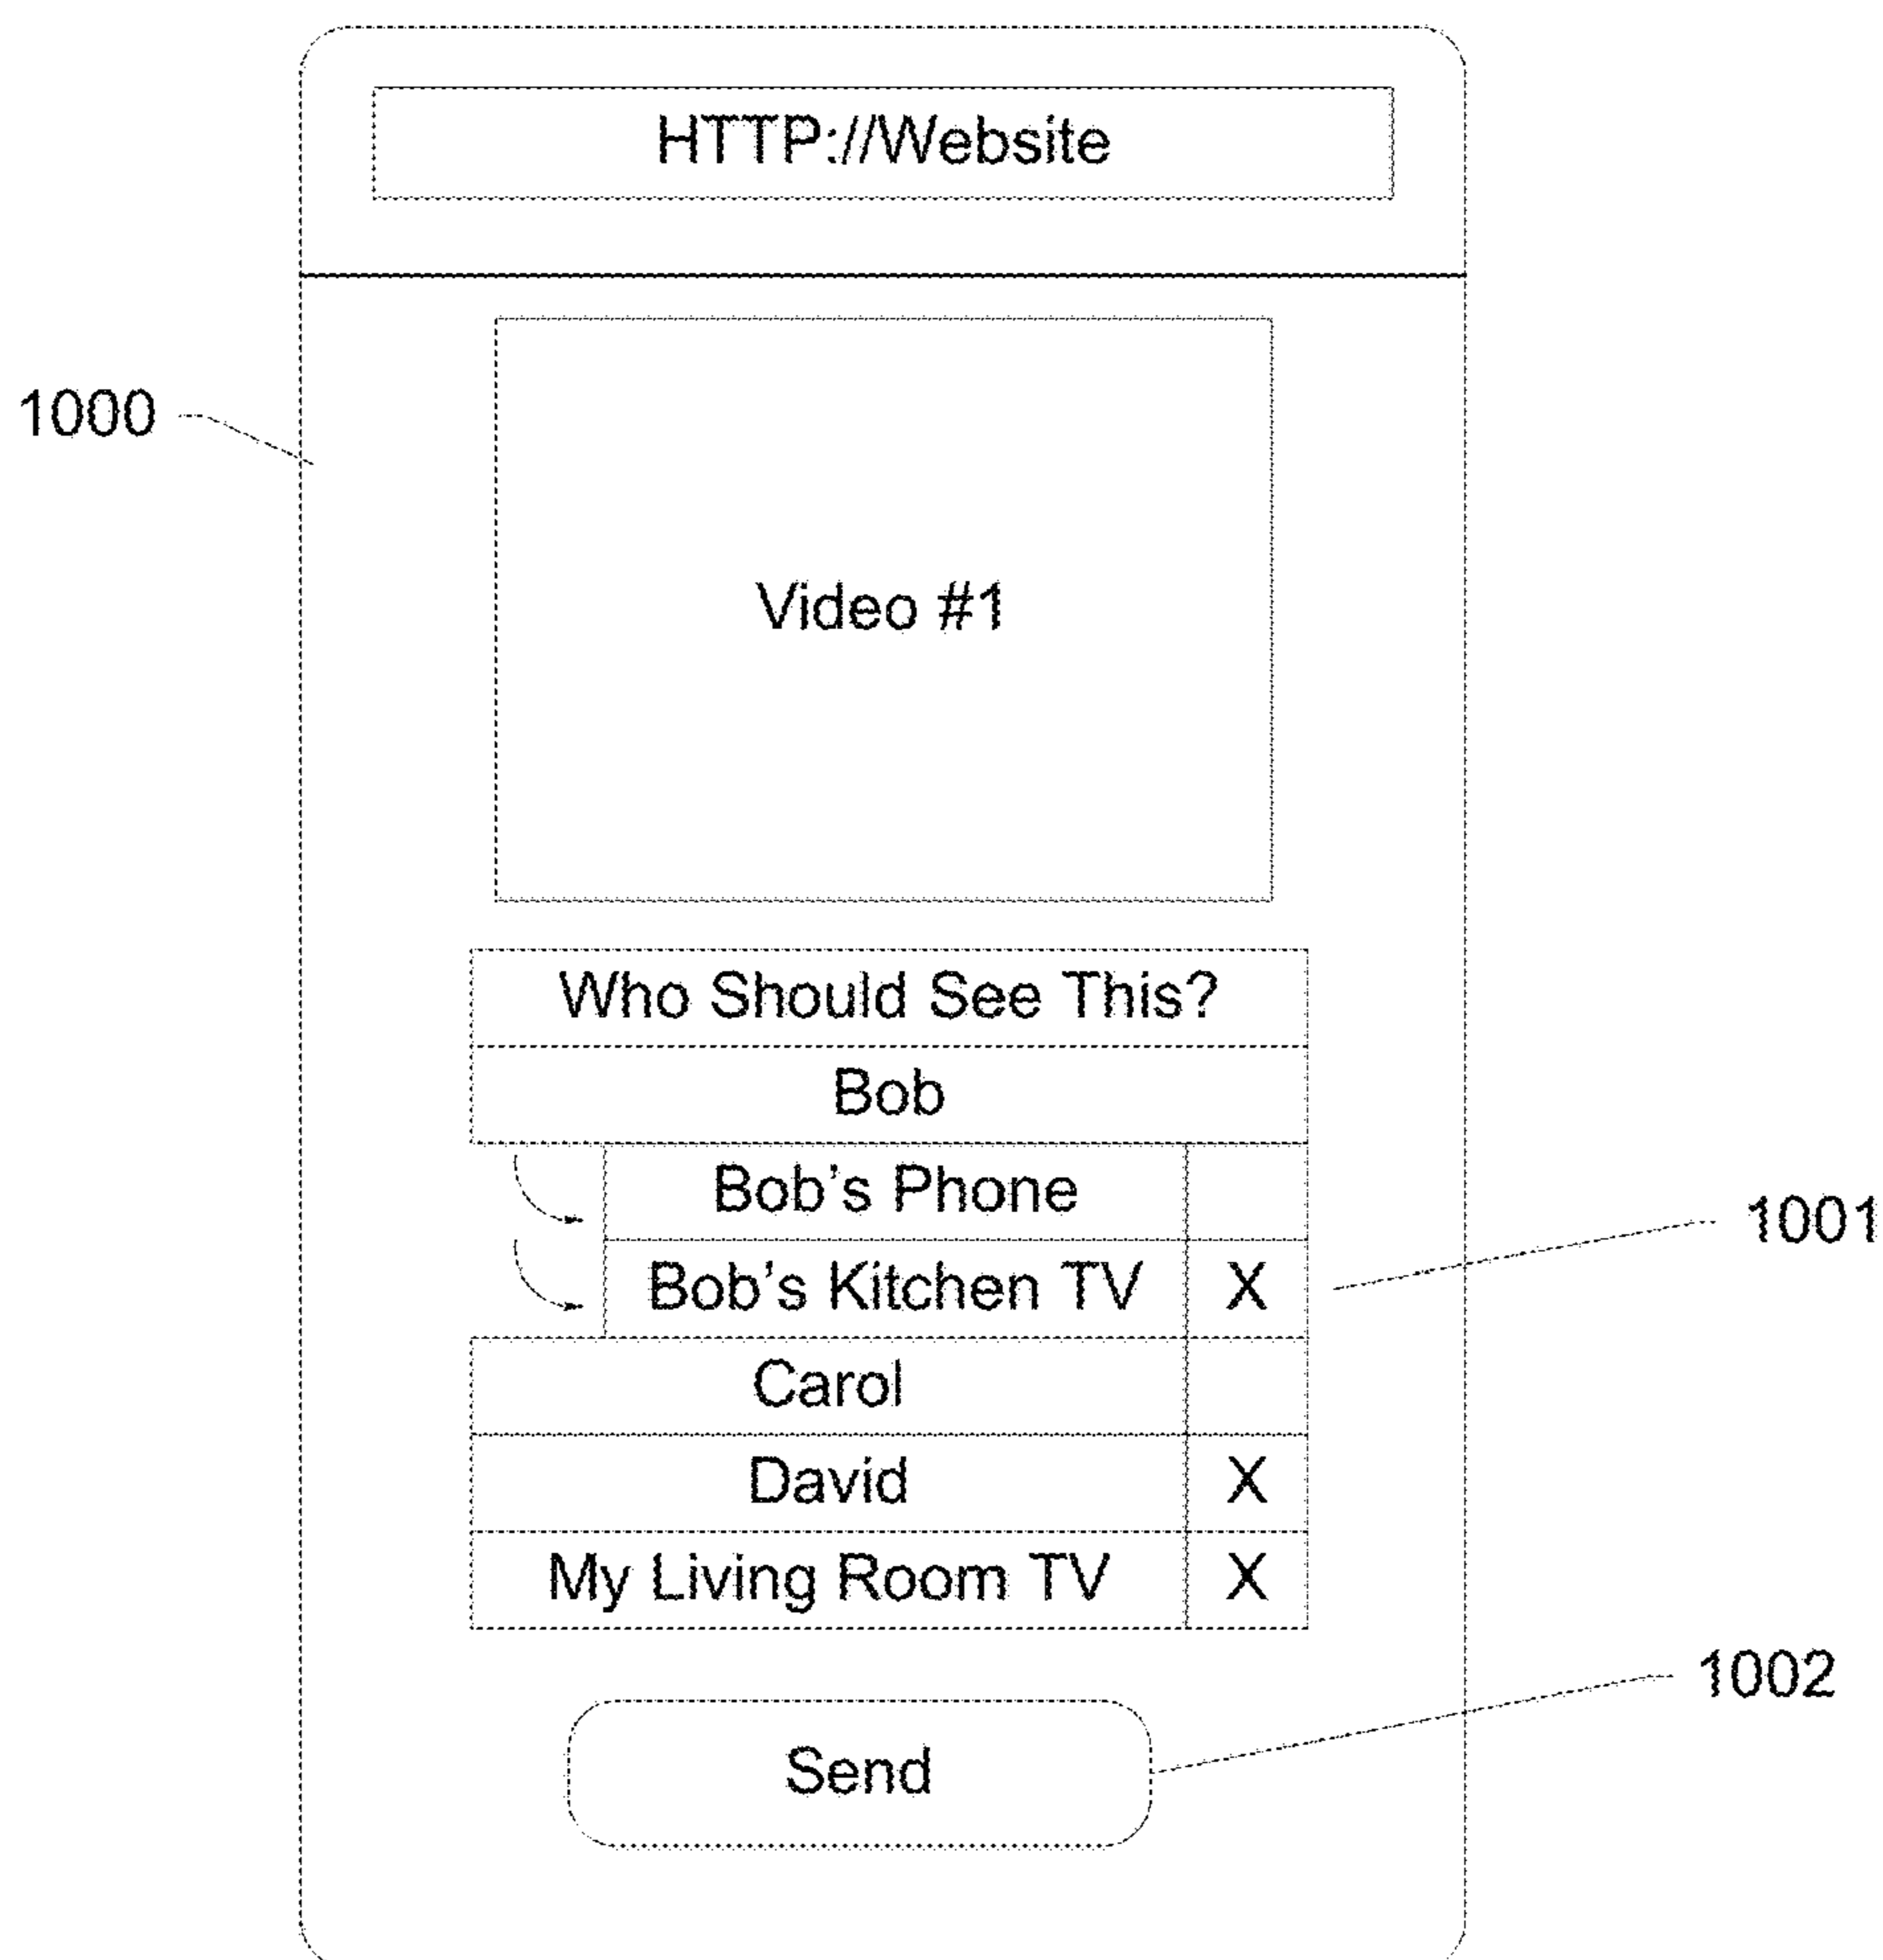 HTTP://Website
1000
Video #1
Who Should See This?
Bob
Bob's Phone
1001
Bob's Kitchen TV X
Carol
David X
My Living Room TV X
1002
Send